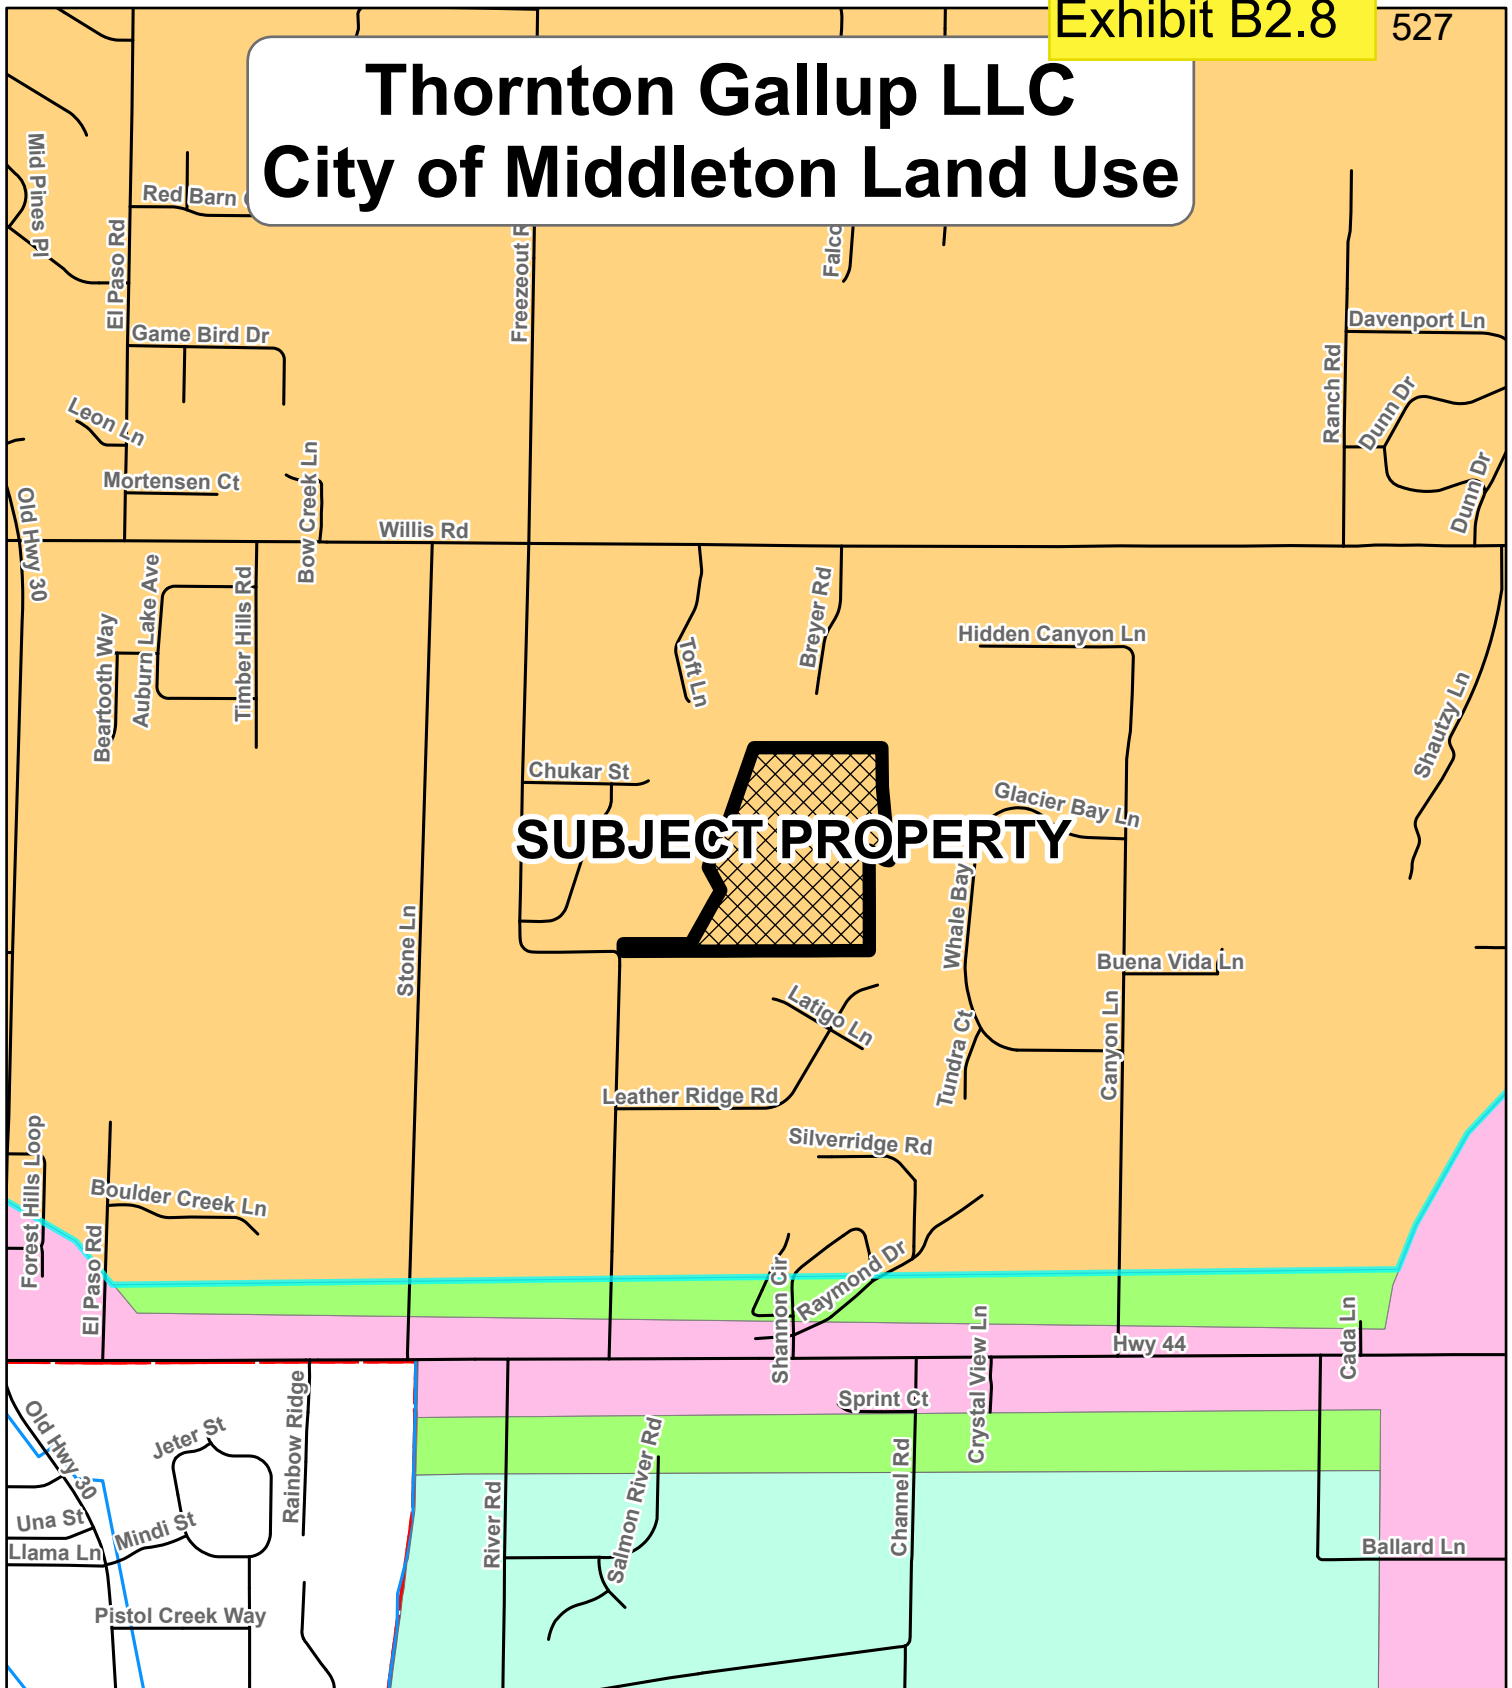 Exhibit B2.8
527
Thornton Gallup LLC
City of Middleton Land Use
Mid Pines Pl
Red Barn
El Paso Rd
Freezeout
Game Bird Dr
Davenport Ln
Ranch Rd
Dunn Dr
Leon Ln
Mortensen Ct
Bow Creek Ln
Dunn Dr
Old Hwy 30
Willis Rd
Auburn Lake Ave
Timber Hills Rd
Beartooth Way
Toft Ln
Breyer Rd
Hidden Canyon Ln
Shautzy Ln
Chukar St
Glacier Bay Ln
SUBJECT PROPERTY
Whale Bay
Stone Ln
Buena Vida Ln
Latigo Ln
Tundra Ct
Canyon Ln
Leather Ridge Rd
Silverridge Rd
Forest Hills Loop
Boulder Creek Ln
El Paso Rd
Shannon Cir
Raymond Dr
Crystal View Ln
Hwy 44
Cada Ln
Sprint Ct
Old Hwy 30
Jeter St
Rainbow Ridge
Salmon River Rd
Channel Rd
River Rd
Una St
Mindi St
Llama Ln
Ballard Ln
Pistol Creek Way